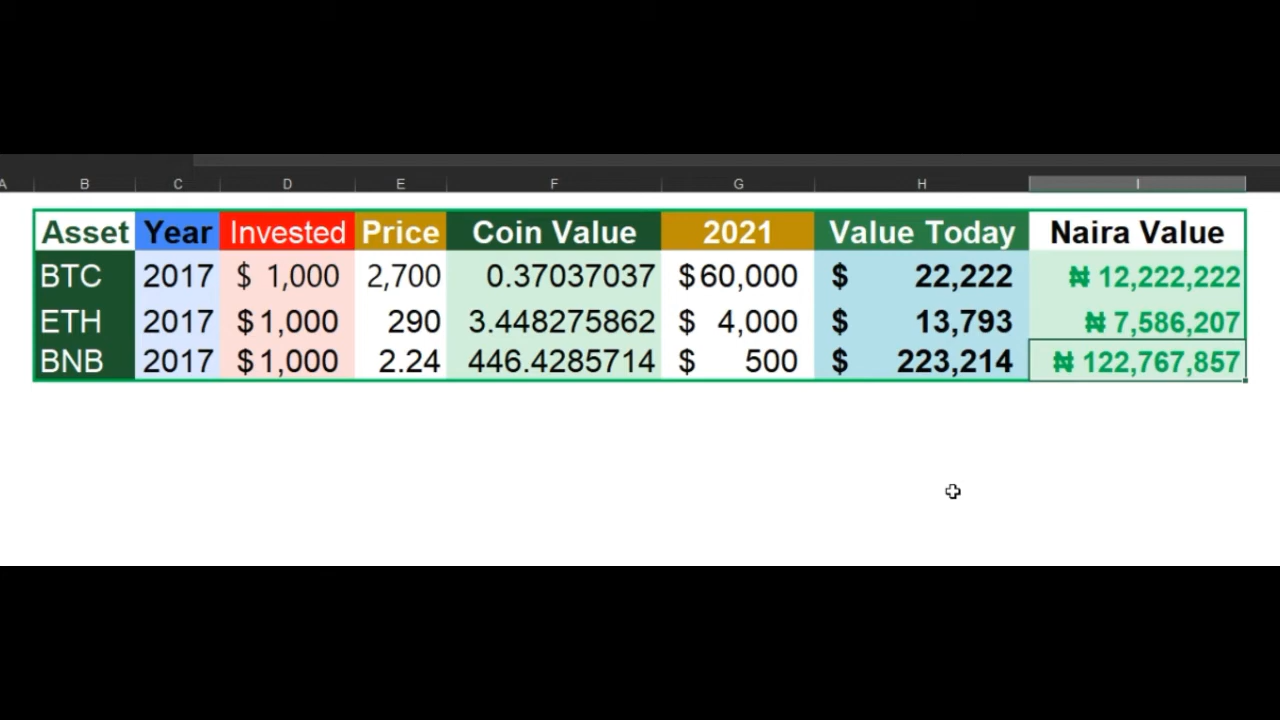 A B C D E F G H I
Asset Year Invested Price Coin Value 2021 Value Today Naira Value
BTC 2017 $ 1,000 2,700 0.37037037 $60,000 $ 22,222 ₦ 12,222,222
ETH 2017 $1,000 290 3.448275862 $ 4,000 $ 13,793 ₦ 7,586,207
BNB 2017 $1,000 2.24 446.4285714 $ 500 $ 223,214 ₦ 122,767,857